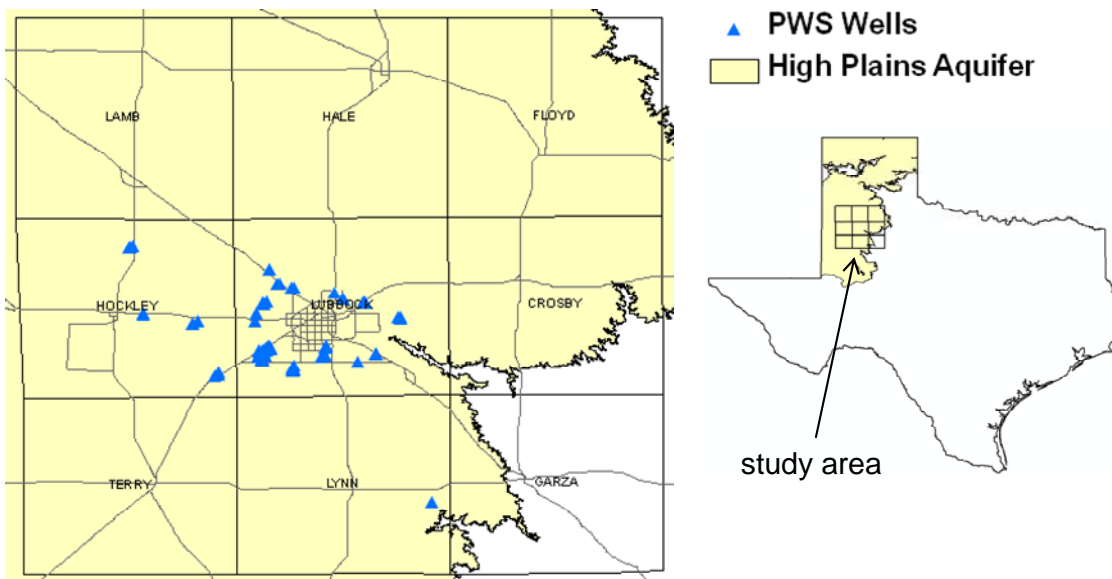 PWS Wells
High Plains Aquifer
LAMB
HALE
FLOYD
HOCKLEY
LUBBOCK
CROSBY
TERRY
LYNN
GARZA
study area